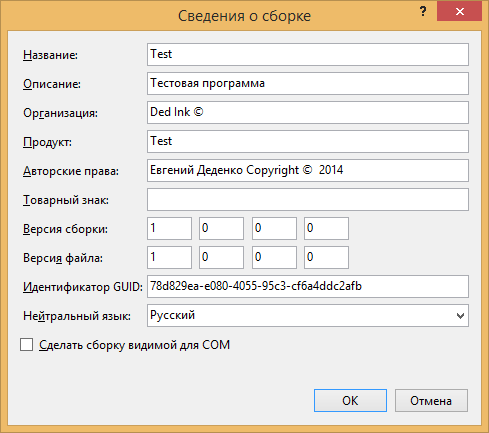 Сведения о сборке ?
Название: Test
Описание: Тестовая программа
Организация: Ded Ink ©
Продукт: Test
Авторские права: Евгений Деденко Copyright © 2014
Товарный знак:
Версия сборки: 1 0 0 0
Версия файла: 1 0 0 0
Идентификатор GUID: 78d829ea-e080-4055-95c3-cf6a4ddc2afb
Нейтральный язык: Русский
Сделать сборку видимой для COM
OK Отмена